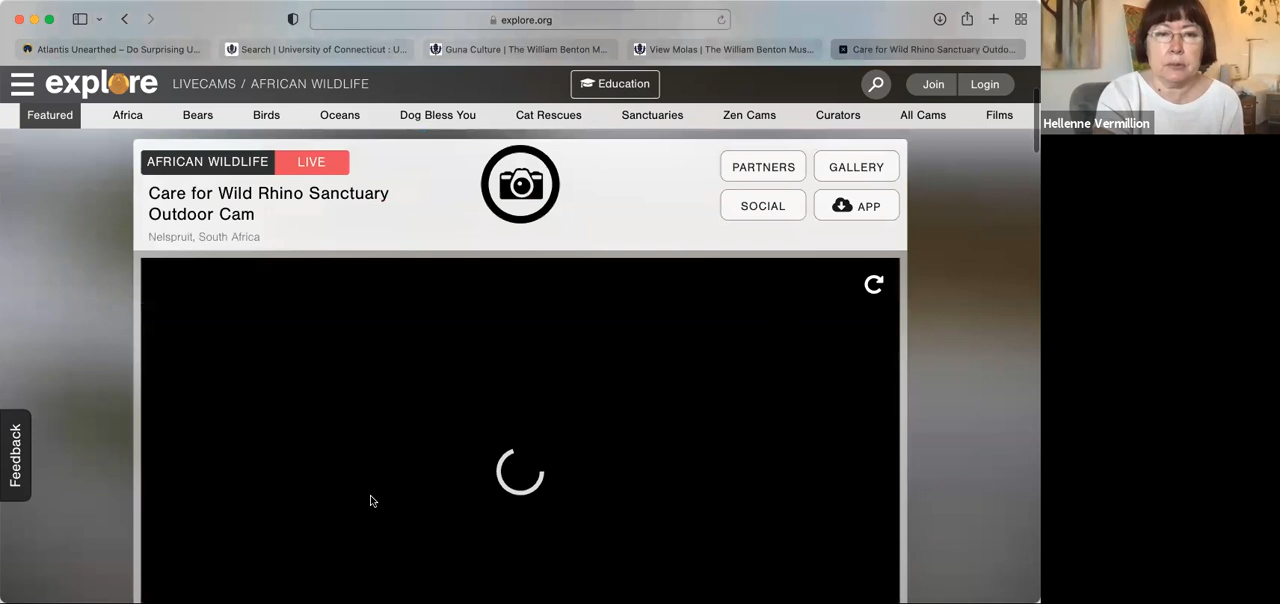 explore.org
Atlantis Unearthed – Do Surprising U...
Search | University of Connecticut : U...
Guna Culture | The William Benton M...
View Molas | The William Benton Mus...
Care for Wild Rhino Sanctuary Outdo...
explore
LIVECAMS / AFRICAN WILDLIFE
Education
Join
Login
Featured
Africa
Bears
Birds
Oceans
Dog Bless You
Cat Rescues
Sanctuaries
Zen Cams
Curators
All Cams
Films
Hellenne Vermillion
AFRICAN WILDLIFE
LIVE
Care for Wild Rhino Sanctuary
Outdoor Cam
Nelspruit, South Africa
PARTNERS
GALLERY
SOCIAL
APP
Feedback